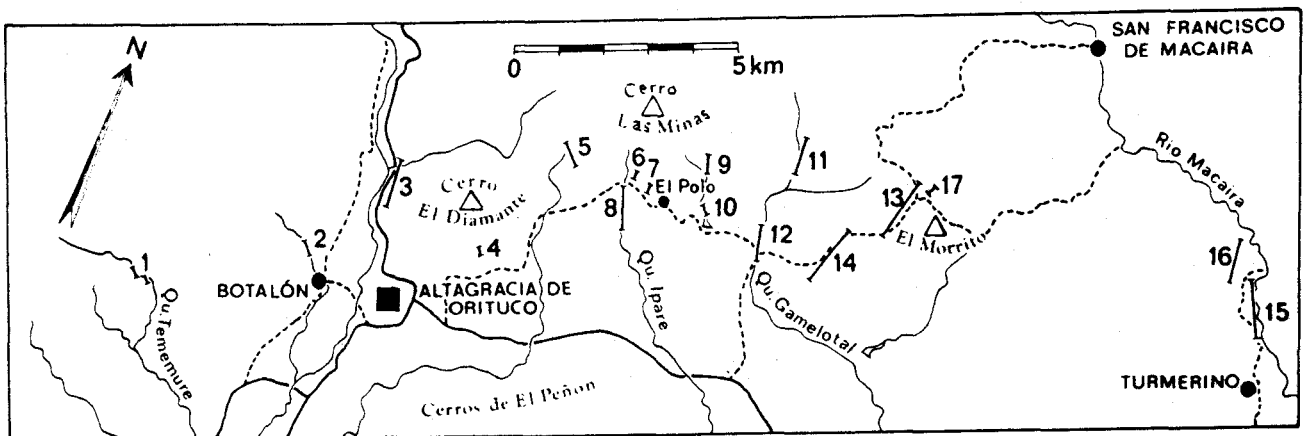 N
0 5 km
SAN FRANCISCO
DE MACAIRA
Cerro
Las Minas
5
6
7
9
11
Rio Macaira
3
Cerro
El Diamante
El Polo
8
10
13
17
El Morrito
2
4
12
14
16
1
BOTALÓN
ALTAGRACIA DE
ORITUCO
Qu. Tememure
Qu. Ipare
Qu. Gamelotal
15
Cerros de El Peñon
TURMERINO